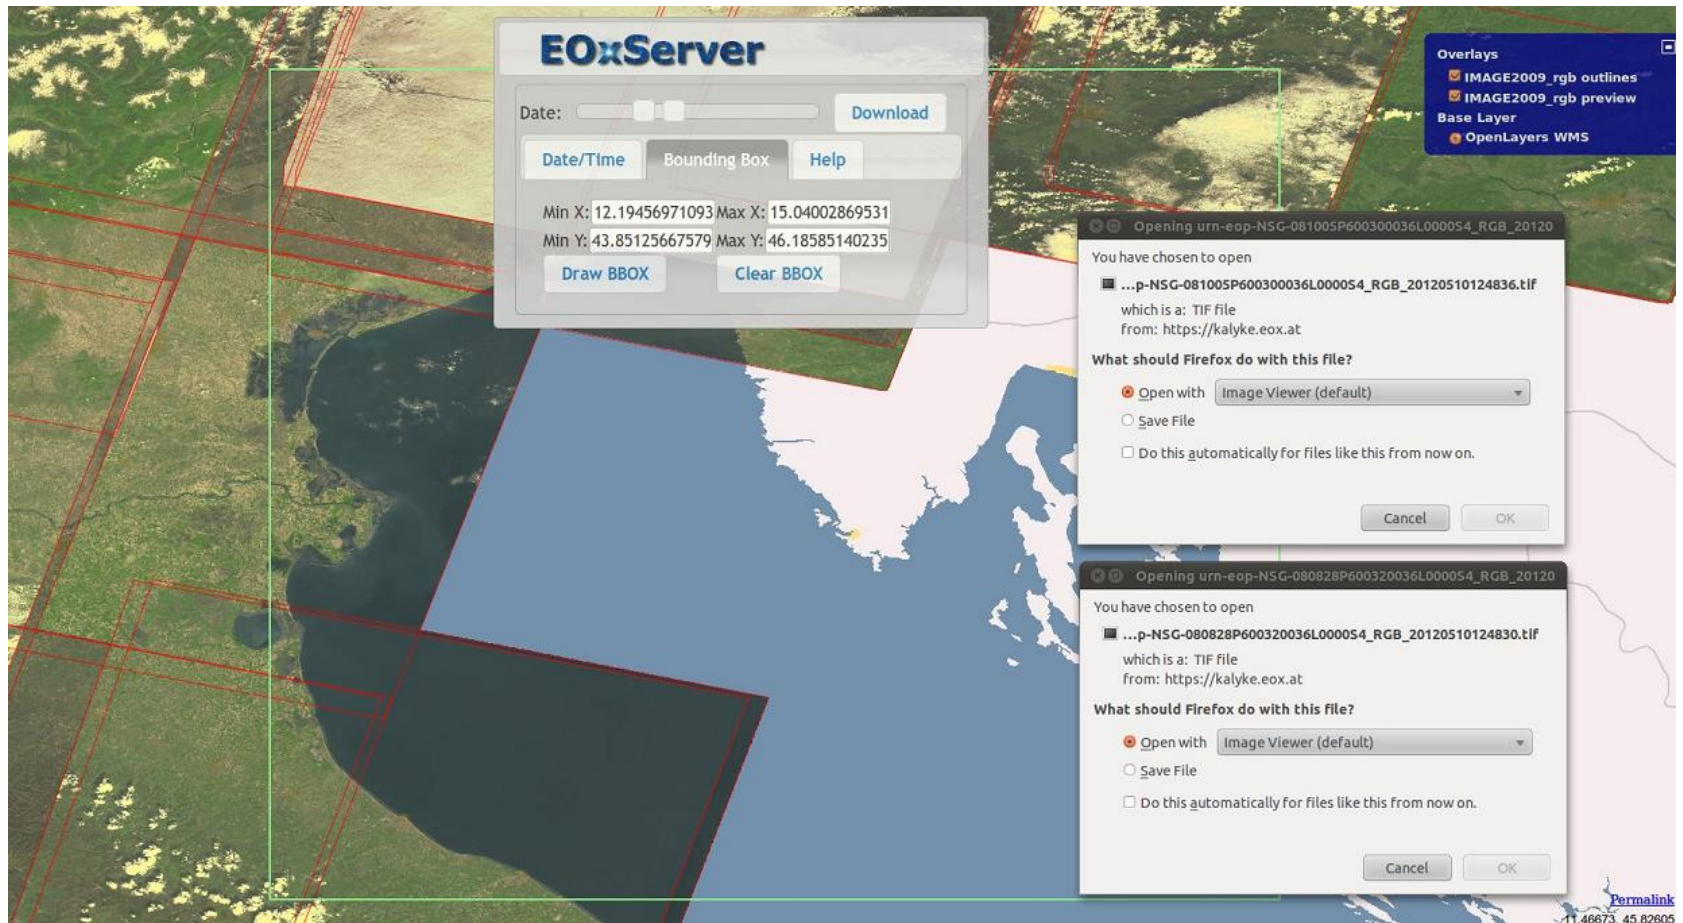 EOxServer
Date:
Download
Date/Time
Bounding Box
Help
Min X: 12.19456971093 Max X: 15.04002869531
Min Y: 43.85125667579 Max Y: 46.18585140235
Draw BBOX
Clear BBOX
Overlays
IMAGE2009_rgb outlines
IMAGE2009_rgb preview
Base Layer
OpenLayers WMS
Opening urn-eop-NSG-081005P600300036L0000S4_RGB_20120
You have chosen to open
...p-NSG-081005P600300036L0000S4_RGB_20120510124836.tif
which is a: TIF file
from: https://kalyke.eox.at
What should Firefox do with this file?
Open with Image Viewer (default)
Save File
Do this automatically for files like this from now on.
Cancel OK
Opening urn-eop-NSG-080828P600320036L0000S4_RGB_20120
You have chosen to open
...p-NSG-080828P600320036L0000S4_RGB_20120510124830.tif
which is a: TIF file
from: https://kalyke.eox.at
What should Firefox do with this file?
Open with Image Viewer (default)
Save File
Do this automatically for files like this from now on.
Cancel OK
Permalink
11.46673, 45.82605